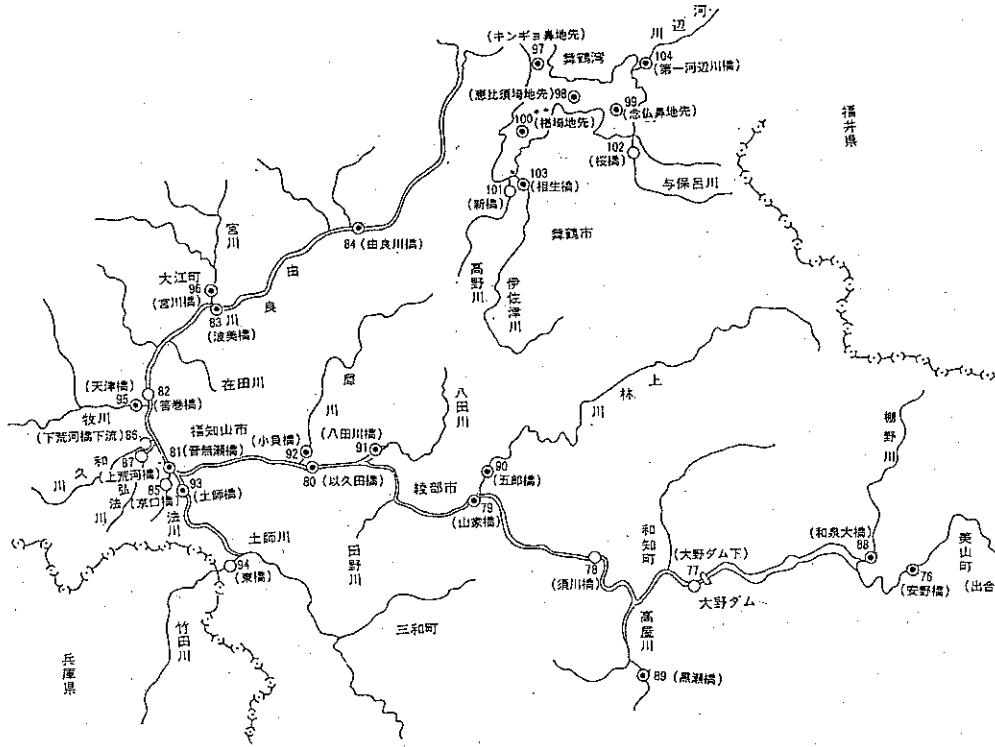 (キンギョ鼻地先)
97
舞鶴湾
河辺川
104
(第一河辺川橋)
(恵比須埼地先)
98
99
(念仏鼻地先)
100
(楢埼地先)
102
(桜橋)
与保呂川
福井県
103
(相生橋)
101
(新橋)
舞鶴市
高野川
伊佐津川
84 (由良川橋)
宮川
大江町
96
(宮川橋)
由良川
83
(波美橋)
在田川
(天津橋)
95
82
(筈巻橋)
牧川
犀川
八田川
上林川
棚野川
福知山市
(下荒河橋下流)
86
87
(上荒河橋)
和久川
弘法川
81 (音無瀬橋)
85
(京口橋)
法川
93
(土師橋)
(小貝橋)
92
80 (以久田橋)
(八田川橋)
91
綾部市
90
(五郎橋)
79
(山家橋)
田野川
土師川
94
(東橋)
竹田川
三和町
兵庫県
78
(須川橋)
和知町
(大野ダム下)
77
大野ダム
高屋川
89 (黒瀬橋)
(和泉大橋)
88
美山町
76
(安野橋)
(出合